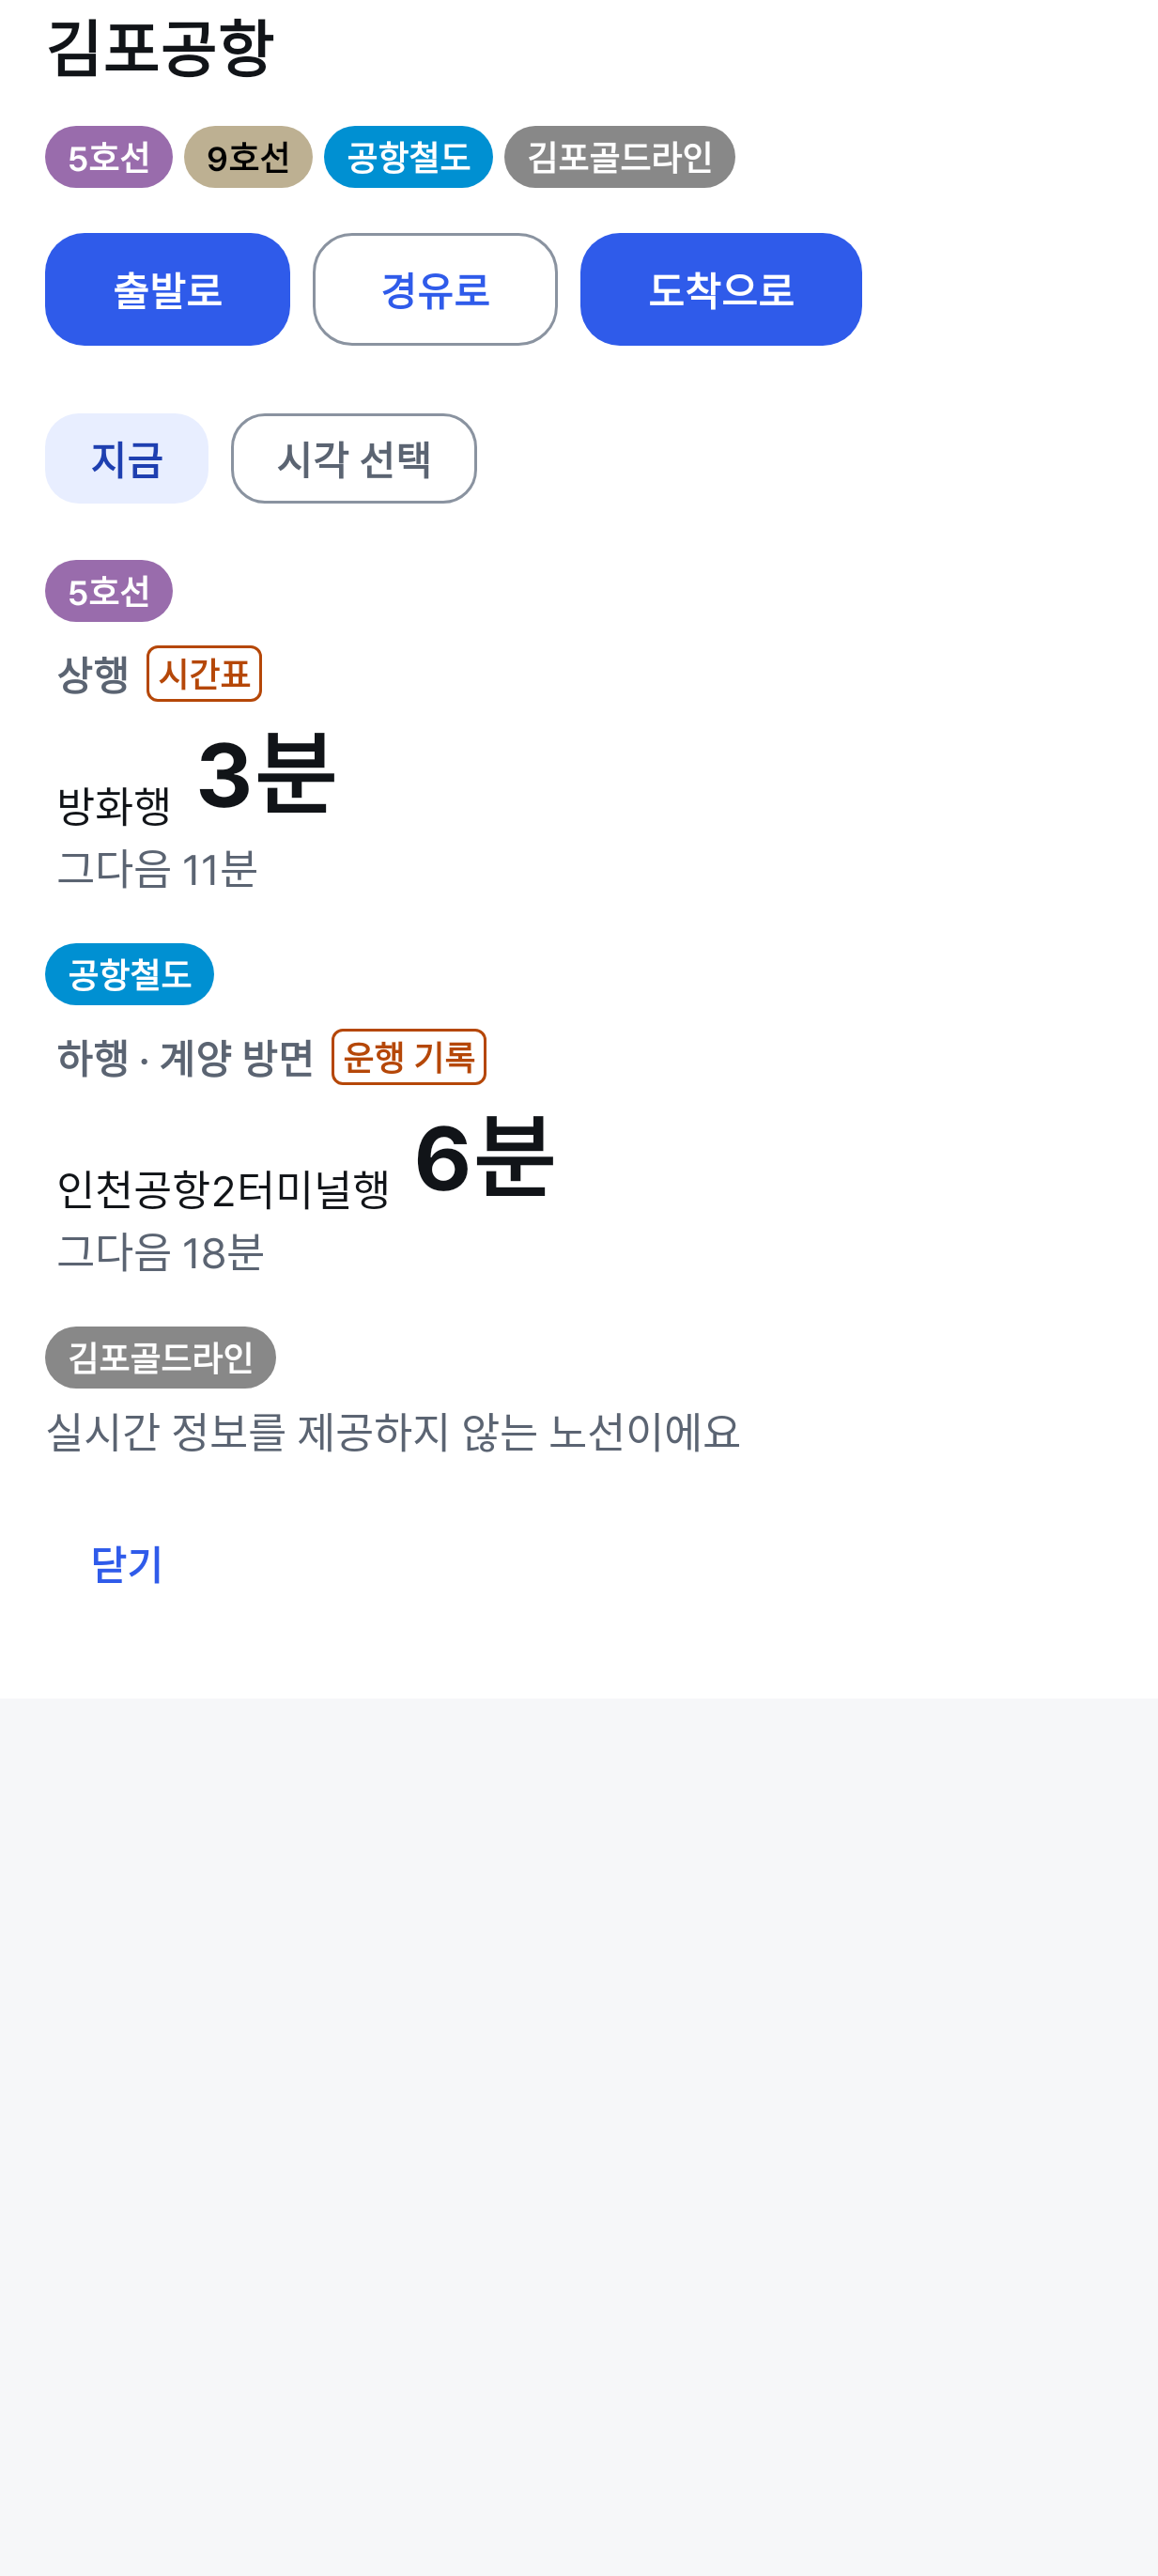 김포공항
5호선 9호선 공항철도 김포골드라인
출발로 경유로 도착으로
지금 시각 선택
5호선
상행 시간표
방화행 3분
그다음 11분
공항철도
하행 · 계양 방면 운행 기록
인천공항2터미널행 6분
그다음 18분
김포골드라인
실시간 정보를 제공하지 않는 노선이에요
닫기